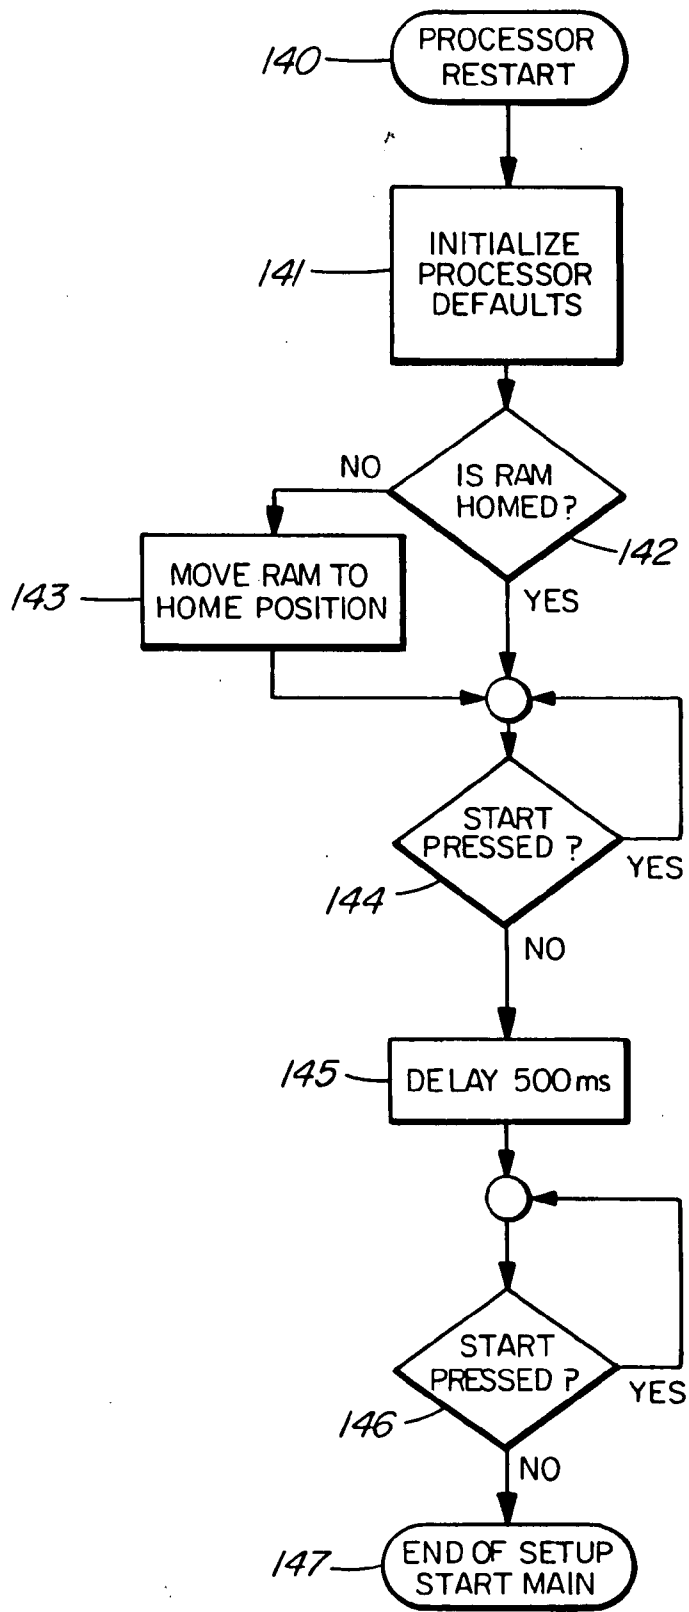 140
PROCESSOR
RESTART
141
INITIALIZE
PROCESSOR
DEFAULTS
NO
IS RAM
HOMED?
142
143
MOVE RAM TO
HOME POSITION
YES
START
PRESSED ?
YES
144
NO
145
DELAY 500ms
START
PRESSED ?
YES
146
NO
147
END OF SETUP
START MAIN